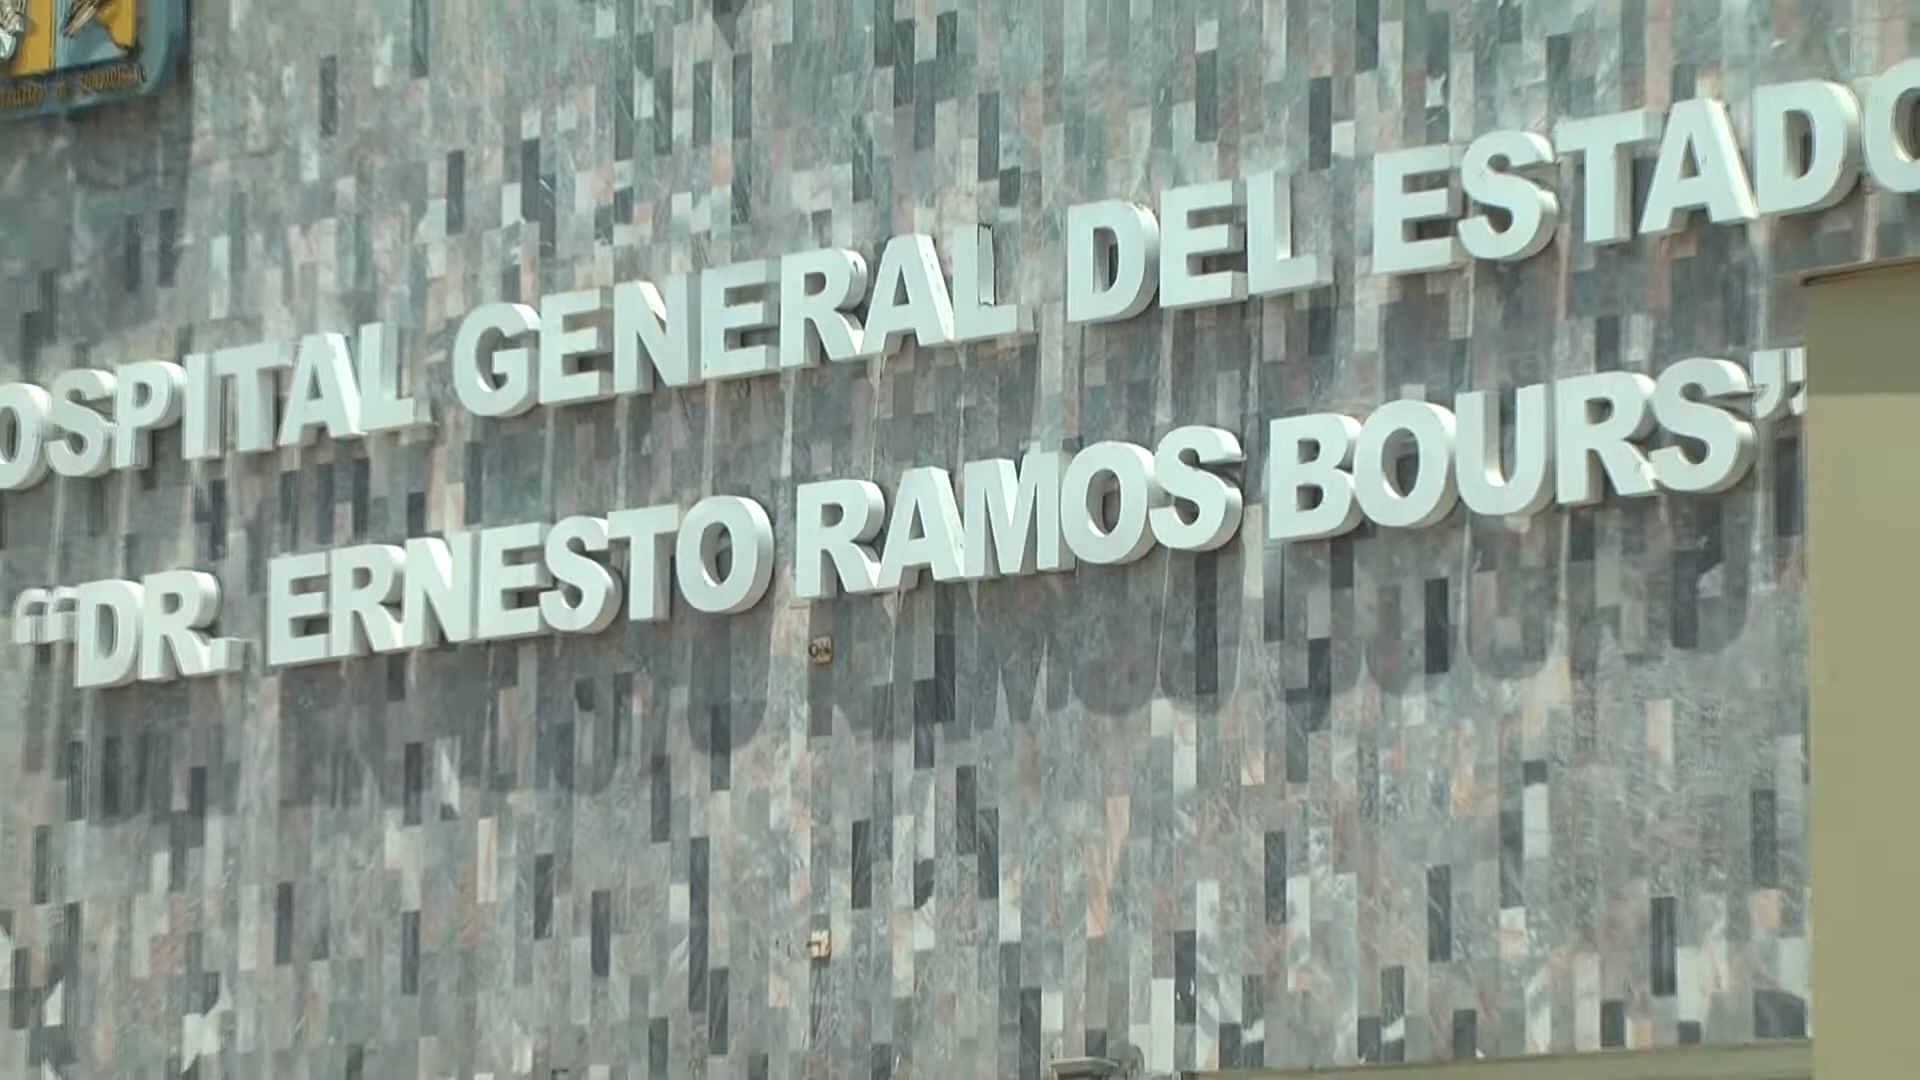 OSPITAL GENERAL DEL ESTADO
“DR. ERNESTO RAMOS BOURS”